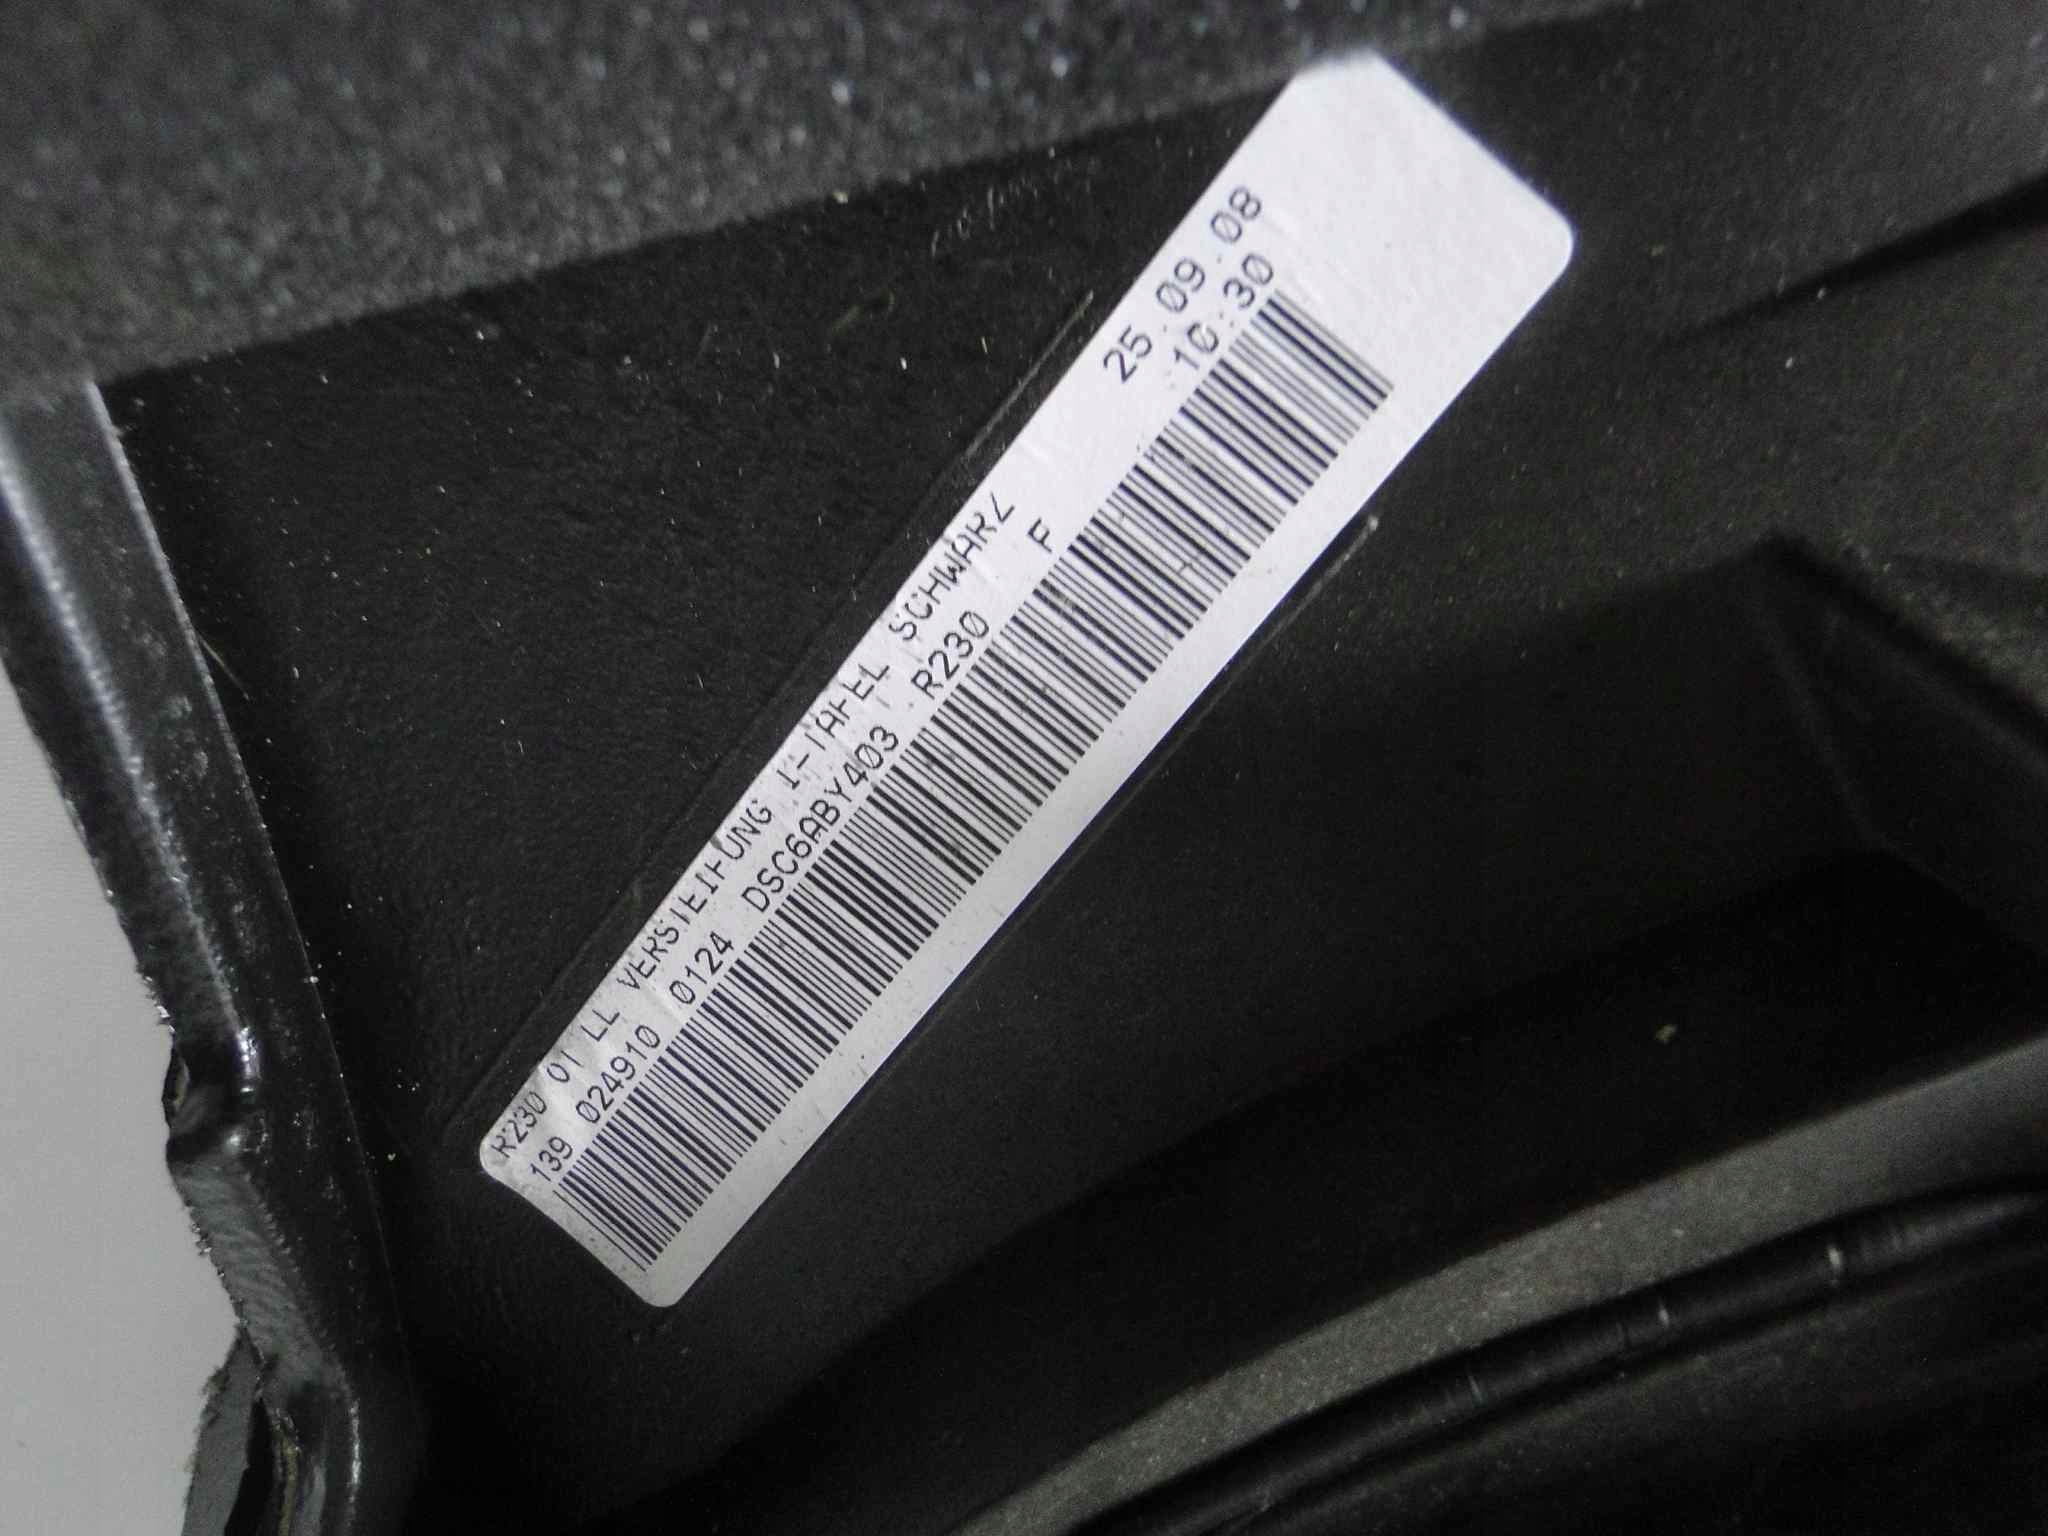 R230 01 LL VERSTEIFUNG I-TAFEL SCHWARZ 25.09.08
139 024910 0124 DSC6ABY403 R230 F 10:30